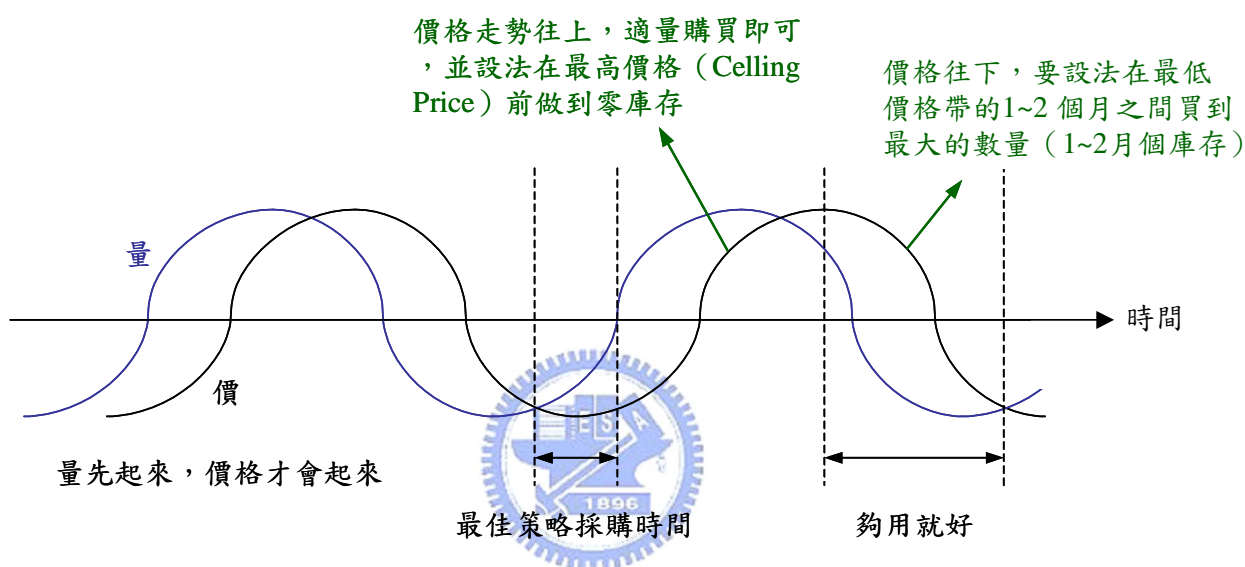 價格走勢往上，適量購買即可
，並設法在最高價格（Celling
Price）前做到零庫存
價格往下，要設法在最低
價格帶的1~2 個月之間買到
最大的數量（1~2月個庫存）
量
時間
價
量先起來，價格才會起來
ESA
1896
最佳策略採購時間
夠用就好